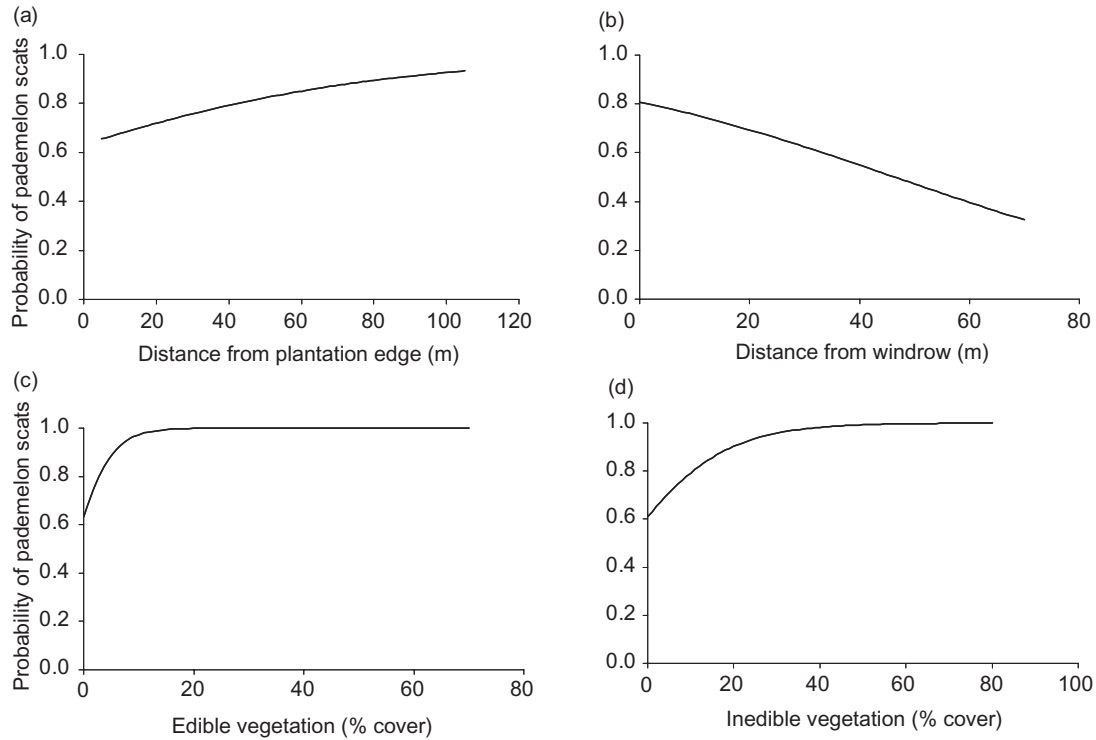 (a)
Probability of pademelon scats
1.0
0.8
0.6
0.4
0.2
0.0
0 20 40 60 80 100 120
Distance from plantation edge (m)
(b)
1.0
0.8
0.6
0.4
0.2
0.0
0 20 40 60 80
Distance from windrow (m)
(c)
Probability of pademelon scats
1.0
0.8
0.6
0.4
0.2
0.0
0 20 40 60 80
Edible vegetation (% cover)
(d)
1.0
0.8
0.6
0.4
0.2
0.0
0 20 40 60 80 100
Inedible vegetation (% cover)